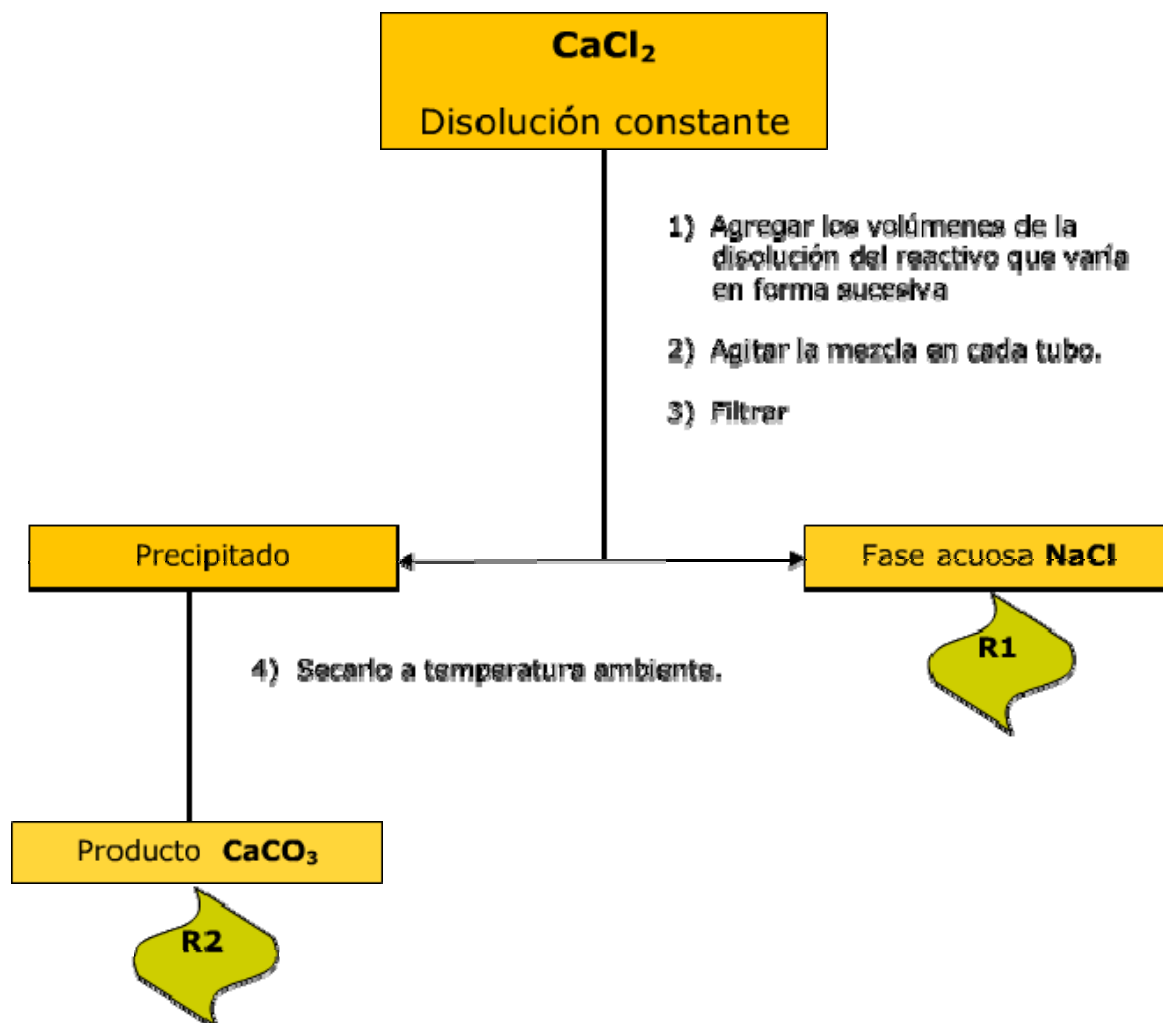 CaCl₂
Disolución constante
1) Agregar los volúmenes de la
disolución del reactivo que varía
en forma sucesiva
2) Agitar la mezcla en cada tubo.
3) Filtrar
Precipitado
Fase acuosa NaCl
R1
4) Secarlo a temperatura ambiente.
Producto CaCO₃
R2